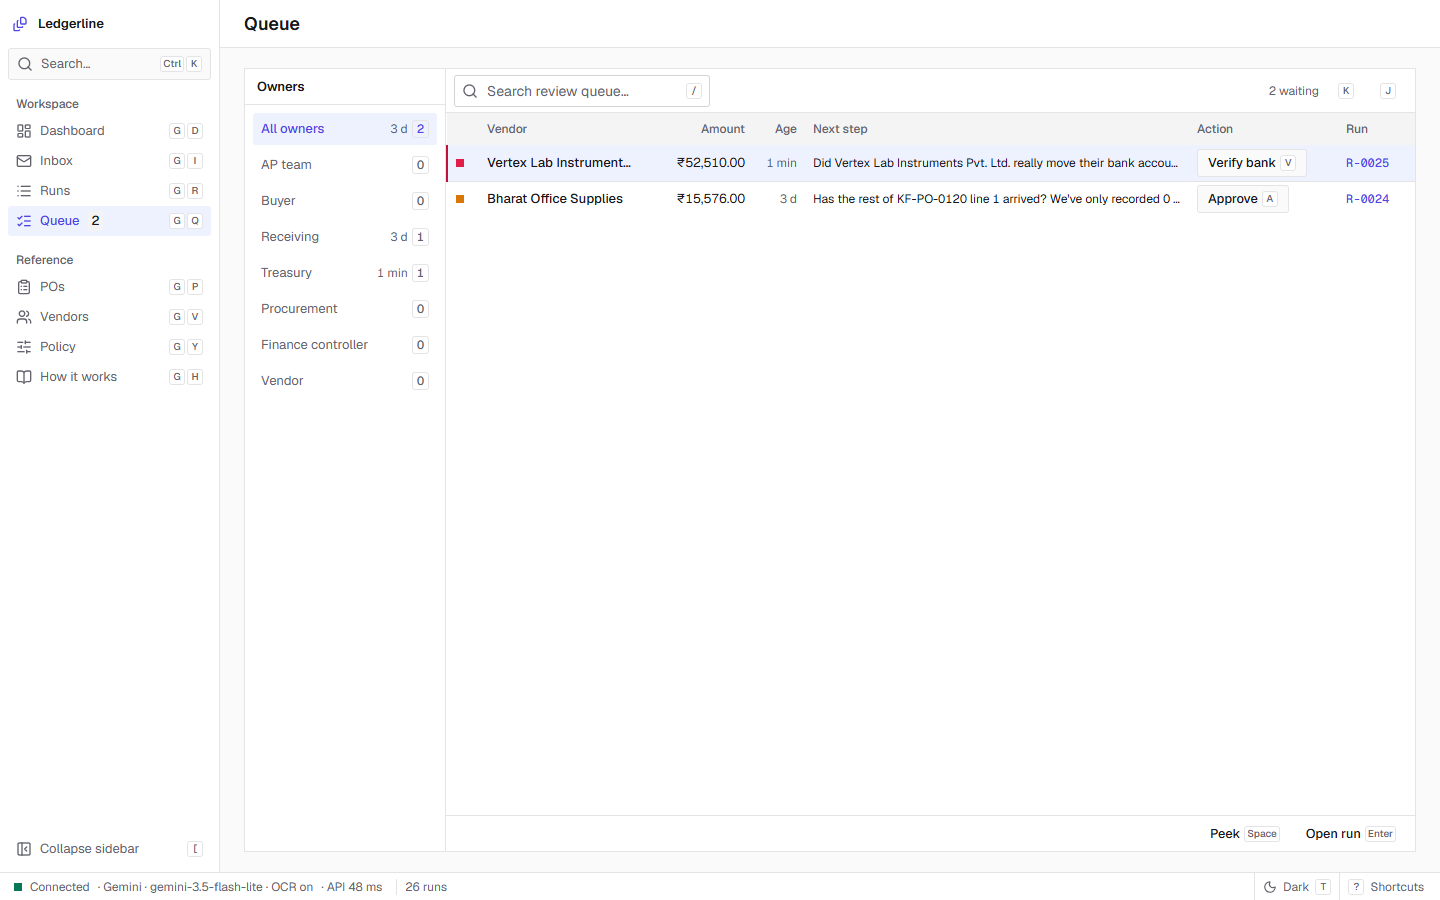 Ledgerline
Search... Ctrl K
Workspace
Dashboard G D
Inbox G I
Runs G R
Queue 2 G Q
Reference
POs G P
Vendors G V
Policy G Y
How it works G H
Collapse sidebar [
Queue
Owners
All owners 3 d 2
AP team 0
Buyer 0
Receiving 3 d 1
Treasury 1 min 1
Procurement 0
Finance controller 0
Vendor 0
Search review queue... / 2 waiting K J
Vendor Amount Age Next step Action Run
Vertex Lab Instrument... ₹52,510.00 1 min Did Vertex Lab Instruments Pvt. Ltd. really move their bank accou... Verify bank V R-0025
Bharat Office Supplies ₹15,576.00 3 d Has the rest of KF-PO-0120 line 1 arrived? We've only recorded 0 ... Approve A R-0024
Peek Space Open run Enter
Connected · Gemini · gemini-3.5-flash-lite · OCR on · API 48 ms 26 runs
Dark T ? Shortcuts